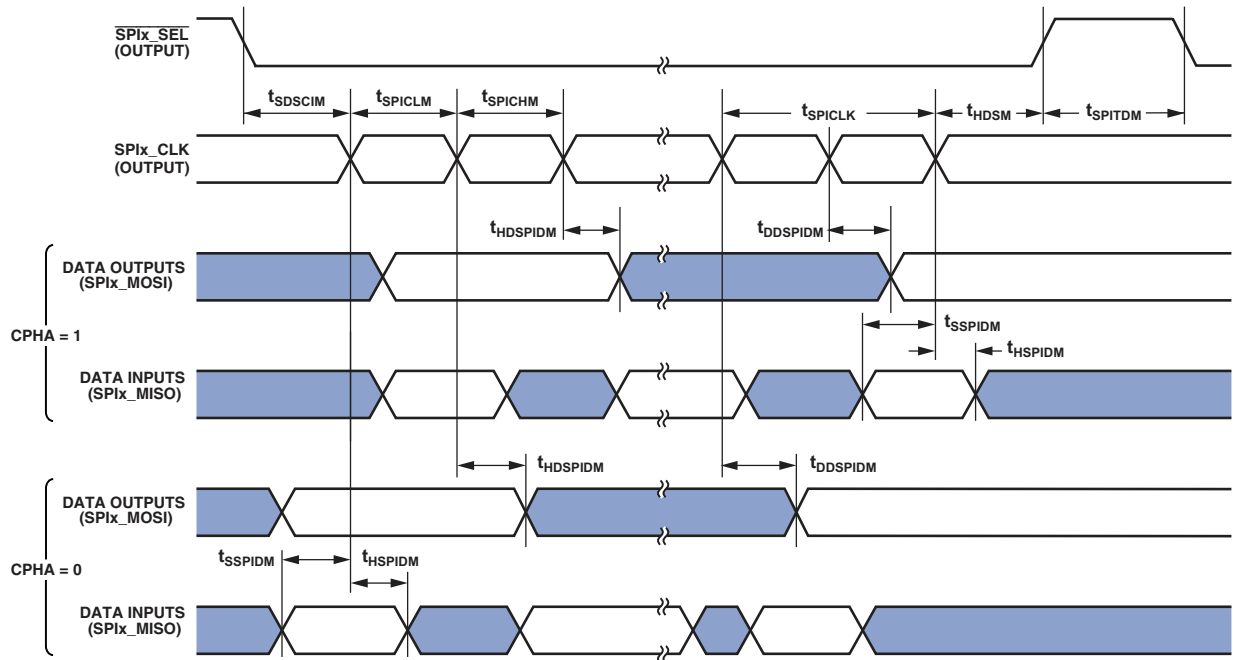 SPIx_SEL
(OUTPUT)
tSDSCIM
tSPICLM
tSPICHM
tSPICLK
tHDSM
tSPITDM
SPIx_CLK
(OUTPUT)
tHDSPIDM
tDDSPIDM
CPHA = 1
DATA OUTPUTS
(SPIx_MOSI)
tSSPIDM
tHSPIDM
DATA INPUTS
(SPIx_MISO)
tHDSPIDM
tDDSPIDM
CPHA = 0
DATA OUTPUTS
(SPIx_MOSI)
tSSPIDM
tHSPIDM
DATA INPUTS
(SPIx_MISO)